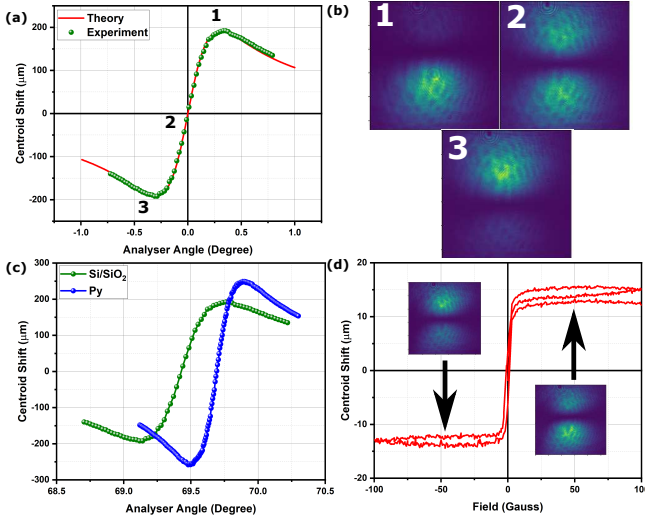 (a)
Theory
Experiment
1
2
3
Centroid Shift (μm)
200
100
0
-100
-200
-1.0 -0.5 0.0 0.5 1.0
Analyser Angle (Degree)
(b)
1 2
3
(c)
Si/SiO2
Py
Centroid Shift (μm)
300
200
100
0
-100
-200
-300
68.5 69.0 69.5 70.0 70.5
Analyser Angle (Degree)
(d)
Centroid Shift (μm)
20
10
0
-10
-20
-100 -50 0 50 100
Field (Gauss)